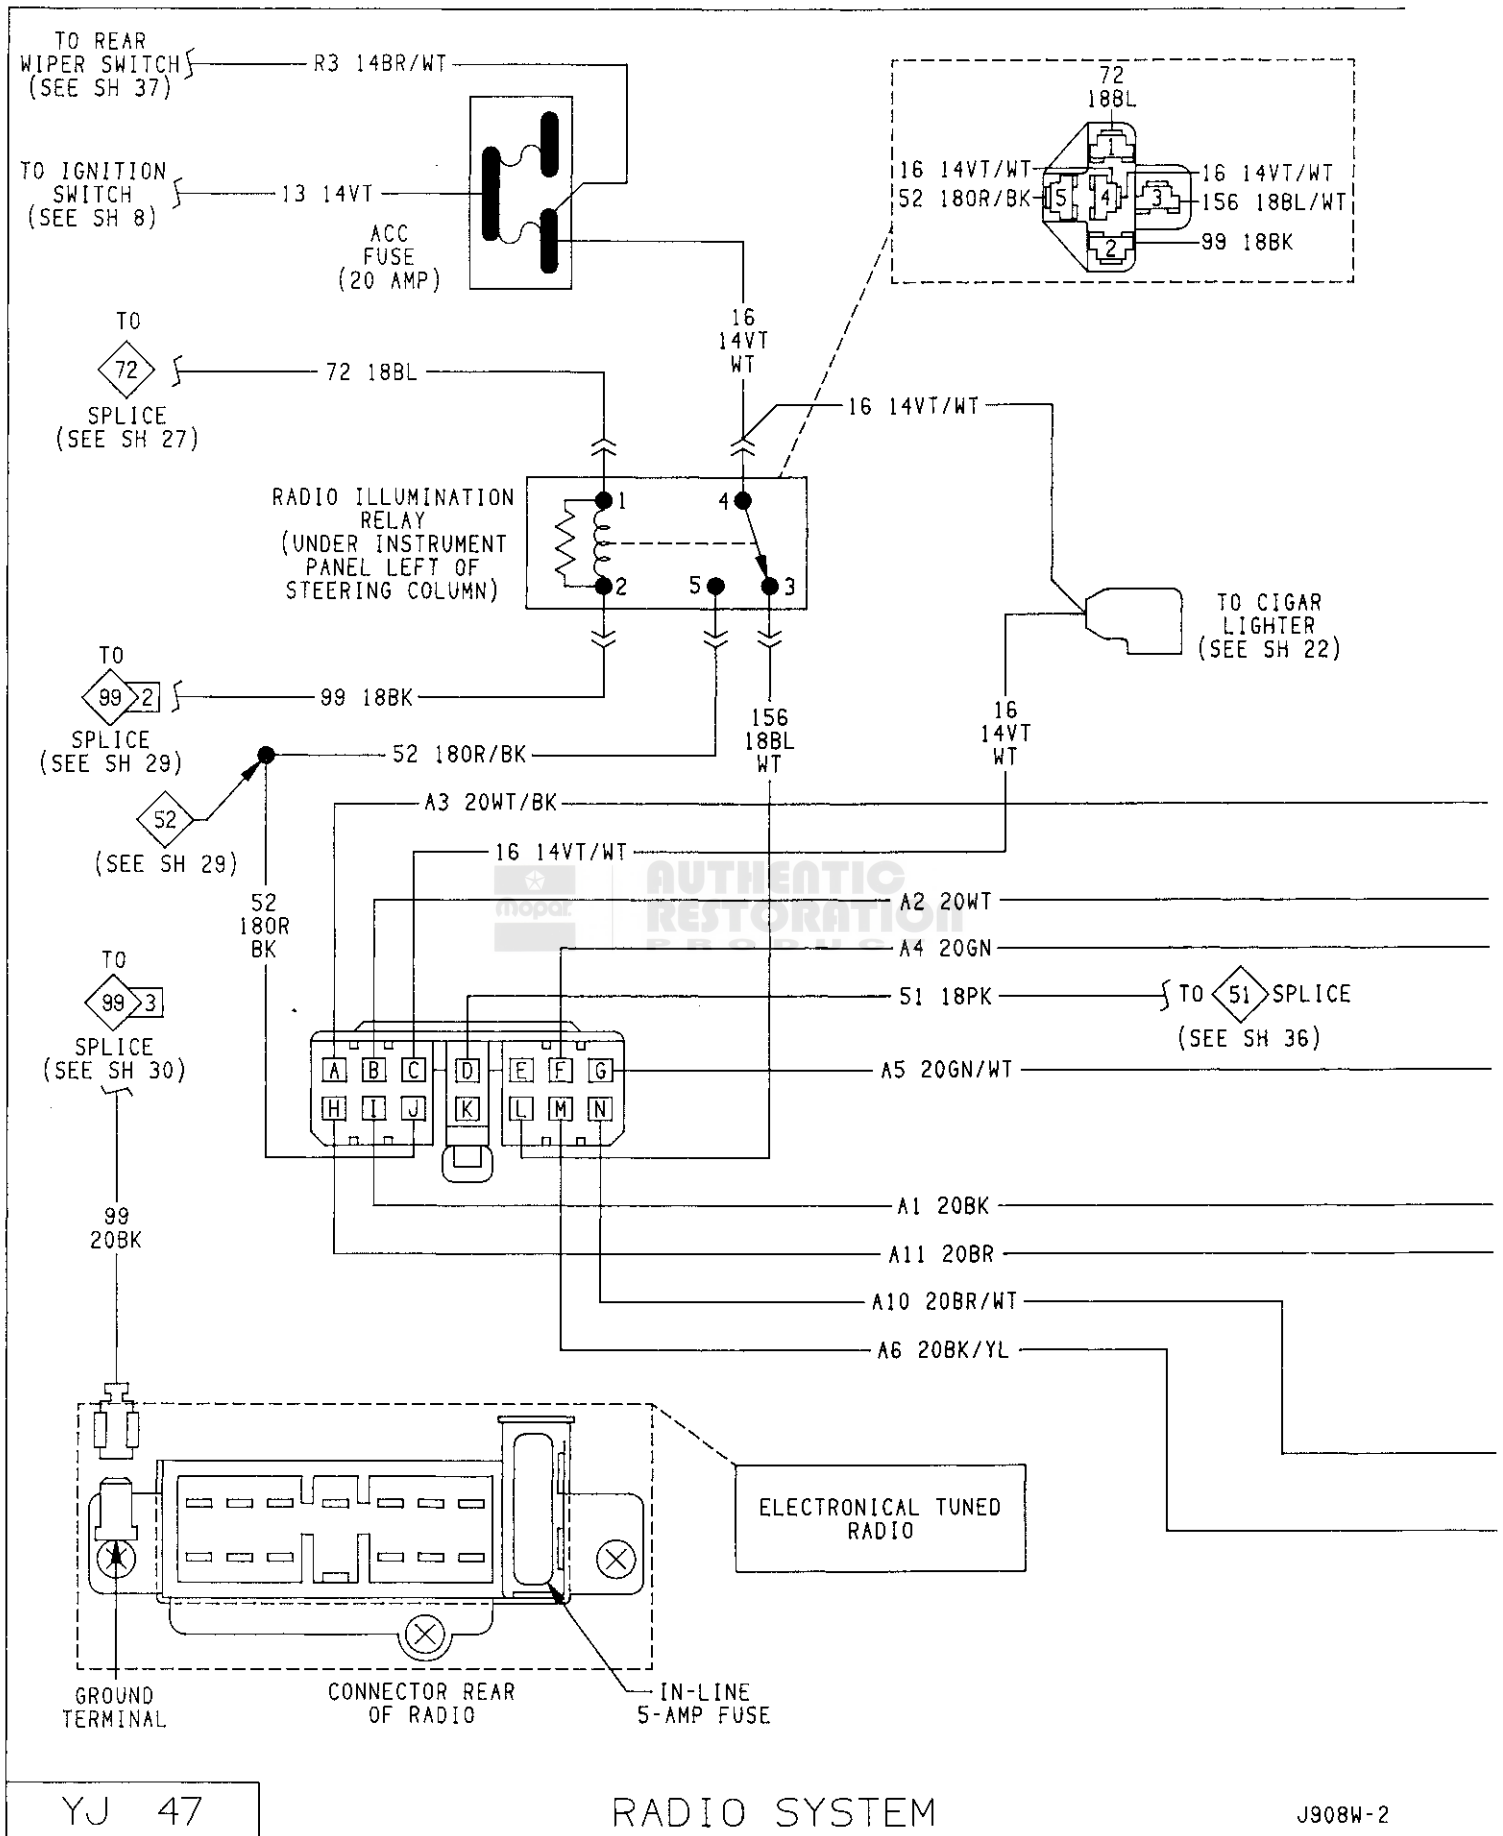 TO REAR
WIPER SWITCH
(SEE SH 37)
R3 14BR/WT
TO IGNITION
SWITCH
(SEE SH 8)
13 14VT
ACC
FUSE
(20 AMP)
72
18BL
16 14VT/WT
52 18OR/BK
1
5
4
3
2
16 14VT/WT
156 18BL/WT
99 18BK
16
14VT
WT
TO
72
SPLICE
(SEE SH 27)
72 18BL
16 14VT/WT
RADIO ILLUMINATION
RELAY
(UNDER INSTRUMENT
PANEL LEFT OF
STEERING COLUMN)
1
4
2
5
3
TO CIGAR
LIGHTER
(SEE SH 22)
TO
99 2
SPLICE
(SEE SH 29)
99 18BK
156
18BL
WT
16
14VT
WT
52 18OR/BK
52
(SEE SH 29)
A3 20WT/BK
16 14VT/WT
52
18OR
BK
mopar
AUTHENTIC
RESTORATION
PRODUCT
A2 20WT
A4 20GN
TO
99 3
SPLICE
(SEE SH 30)
51 18PK
TO 51 SPLICE
(SEE SH 36)
A B C D E F G
H I J K L M N
A5 20GN/WT
99
20BK
A1 20BK
A11 20BR
A10 20BR/WT
A6 20BK/YL
ELECTRONICAL TUNED
RADIO
GROUND
TERMINAL
CONNECTOR REAR
OF RADIO
IN-LINE
5-AMP FUSE
YJ 47
RADIO SYSTEM
J908W-2